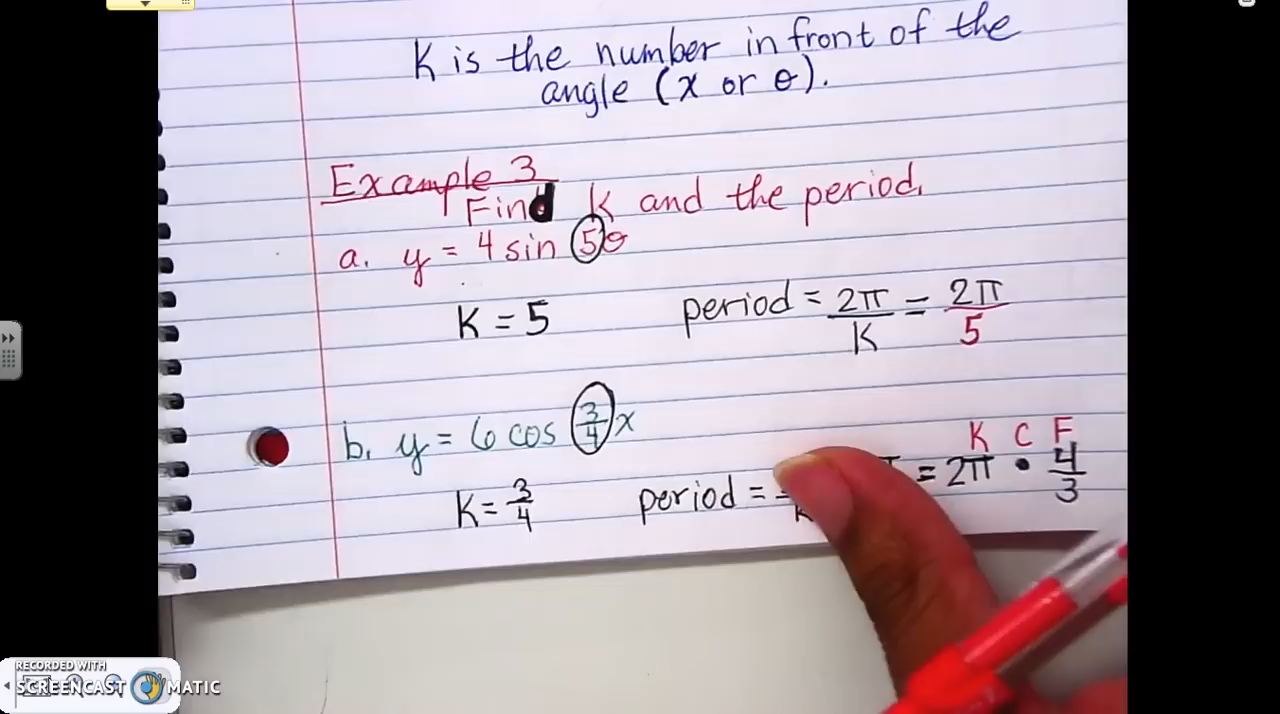 K is the number in front of the
angle (x or θ).
Example 3
Find K and the period.
a. y = 4 sin 5θ
K = 5 period = 2π/K = 2π/5
b. y = 6 cos 3/4 x
K C F
K = 3/4 period = = 2π • 4/3
RECORDED WITH
SCREENCAST MATIC